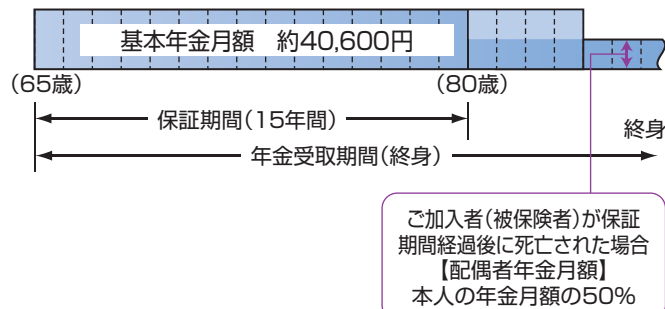 基本年金月額 約40,600円
(65歳)
(80歳)
保証期間(15年間)
終身
年金受取期間(終身)
ご加入者(被保険者)が保証
期間経過後に死亡された場合
【配偶者年金月額】
本人の年金月額の50%